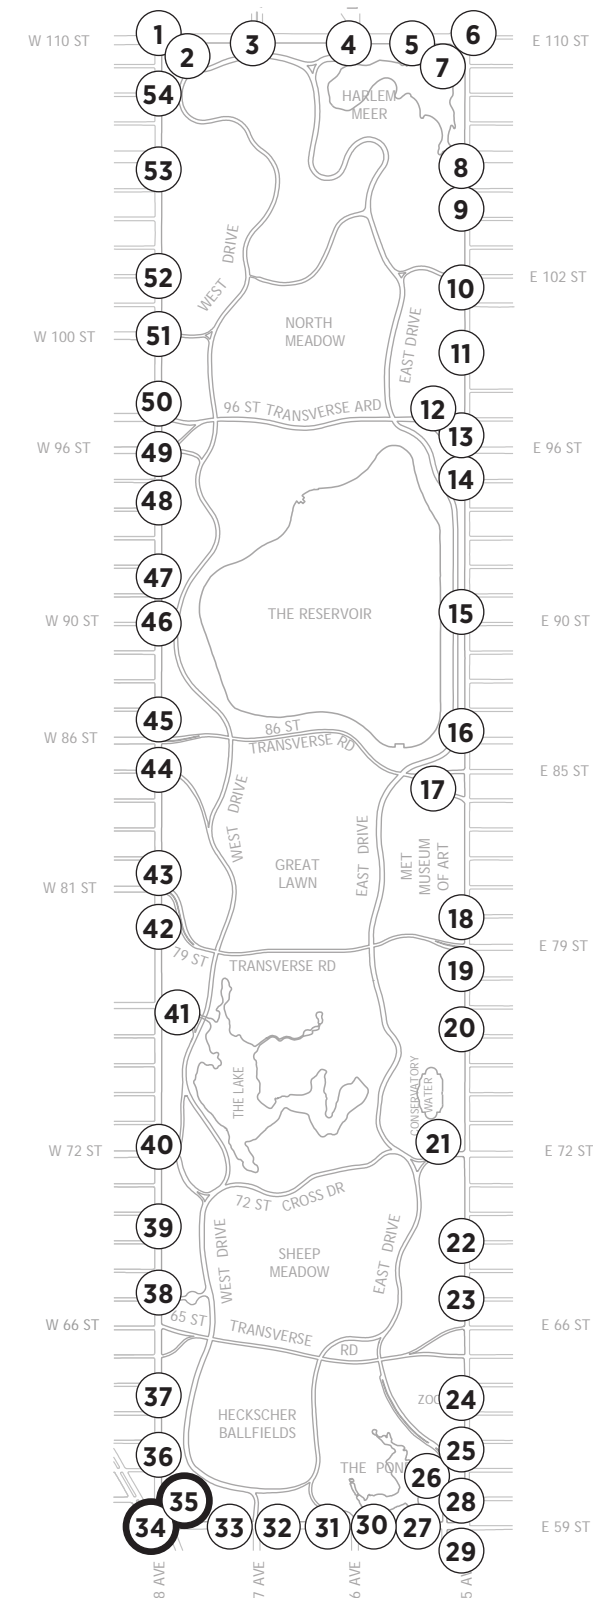 1
2
3
4
5
6
7
W 110 ST
E 110 ST
HARLEM
MEER
54
53
8
9
WEST DRIVE
52
10
E 102 ST
51
W 100 ST
NORTH
MEADOW
EAST DRIVE
11
50
96 ST TRANSVERSE ARD
12
13
49
W 96 ST
E 96 ST
14
48
47
46
W 90 ST
THE RESERVOIR
15
E 90 ST
45
W 86 ST
86 ST
TRANSVERSE RD
16
44
17
E 85 ST
WEST DRIVE
EAST DRIVE
MET
MUSEUM
OF ART
GREAT
LAWN
43
W 81 ST
42
18
79 ST TRANSVERSE RD
E 79 ST
19
41
20
THE LAKE
CONSERVATORY
WATER
40
W 72 ST
21
E 72 ST
72 ST CROSS DR
39
WEST DRIVE
SHEEP
MEADOW
EAST DRIVE
22
38
23
W 66 ST
65 ST TRANSVERSE RD
E 66 ST
37
HECKSCHER
BALLFIELDS
ZOO
24
36
25
THE POND
26
35
28
34
33
32
31
30
27
E 59 ST
29
8 AVE
7 AVE
6 AVE
5 AV